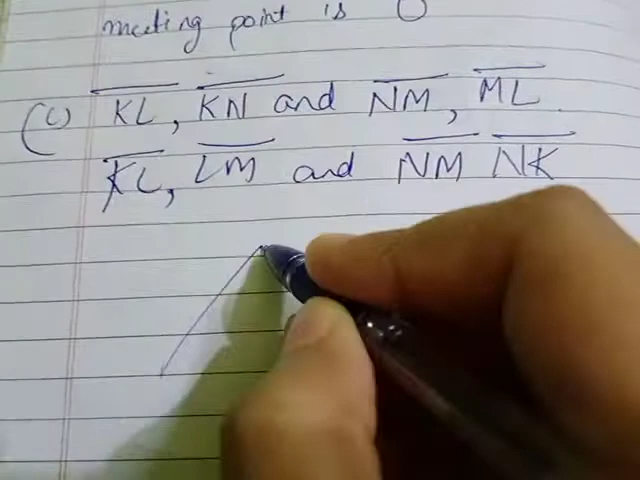 meeting point is O
(c) KL, KN and NM, ML.
KL, LM and NM NK